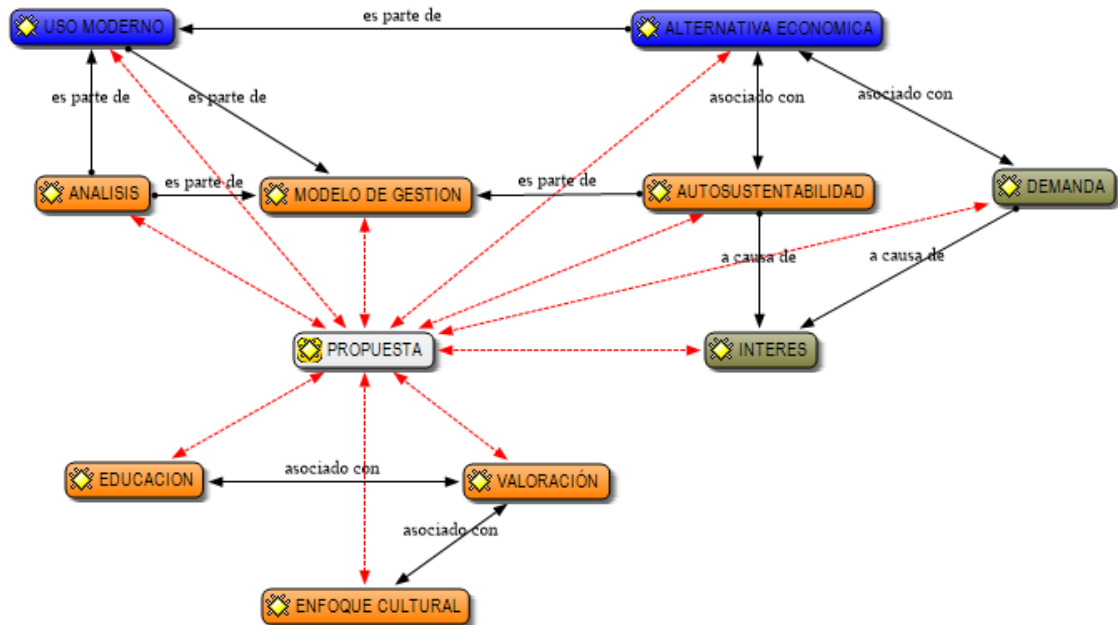 es parte de
USO MODERNO
ALTERNATIVA ECONOMICA
es parte de
es parte de
asociado con
asociado con
ANALISIS
es parte de
MODELO DE GESTION
es parte de
AUTOSUSTENTABILIDAD
DEMANDA
a causa de
a causa de
PROPUESTA
INTERES
EDUCACION
asociado con
VALORACIÓN
asociado con
ENFOQUE CULTURAL